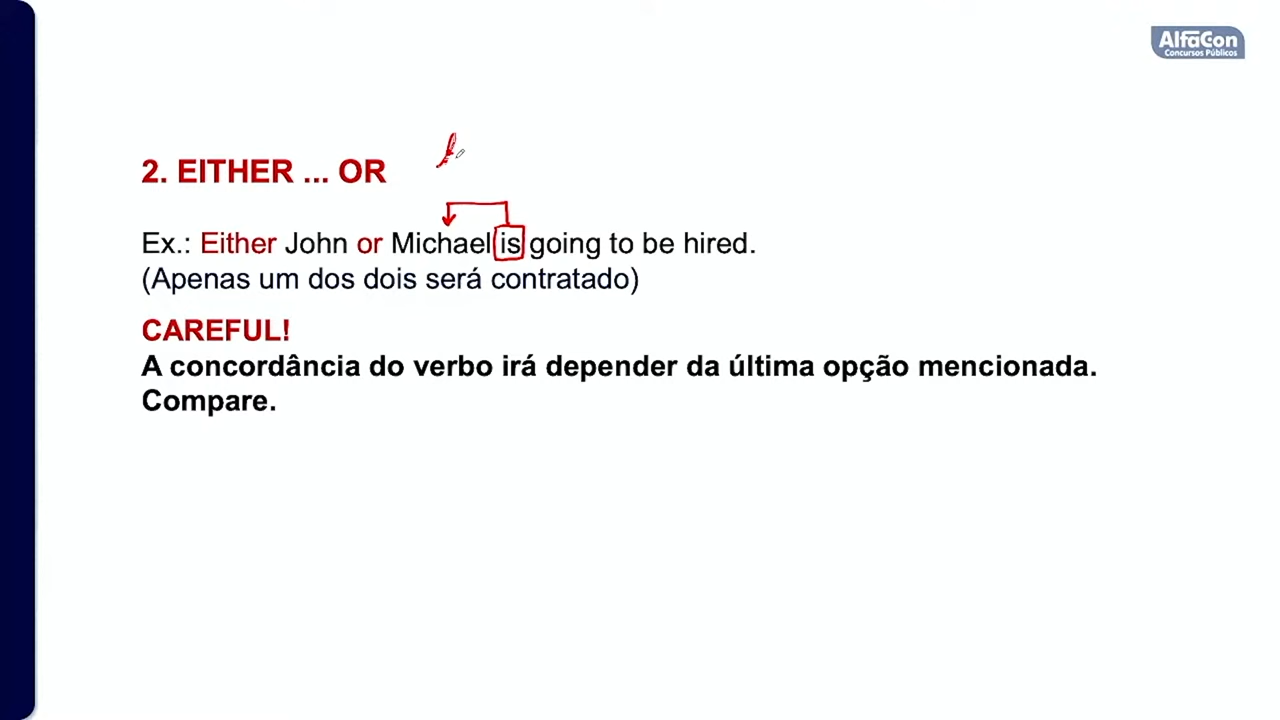 AlfaCon
Concursos Públicos
2. EITHER ... OR
Ex.: Either John or Michael is going to be hired.
(Apenas um dos dois será contratado)
CAREFUL!
A concordância do verbo irá depender da última opção mencionada.
Compare.